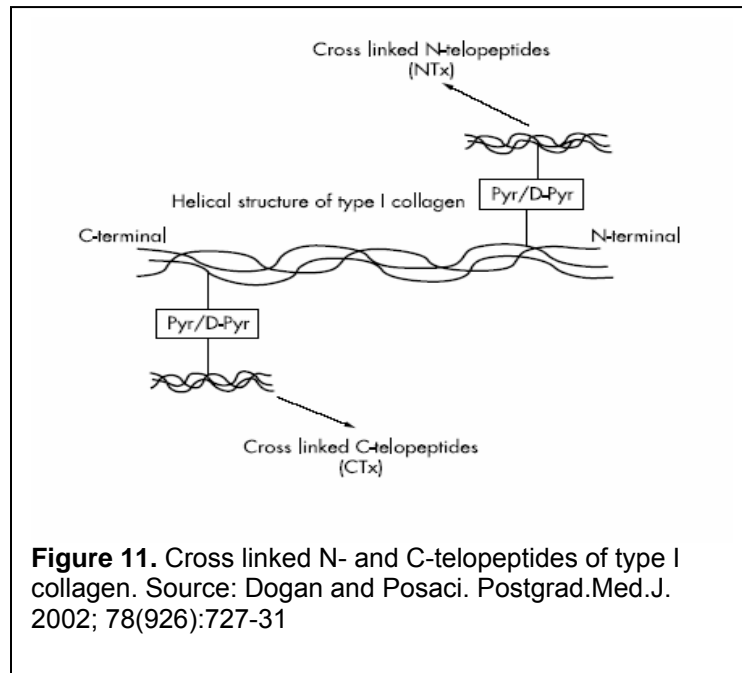 Cross linked N-telopeptides
(NTx)
Pyr/D-Pyr
Helical structure of type I collagen
C-terminal
N-terminal
Pyr/D-Pyr
Cross linked C-telopeptides
(CTx)
Figure 11. Cross linked N- and C-telopeptides of type I
collagen. Source: Dogan and Posaci. Postgrad.Med.J.
2002; 78(926):727-31